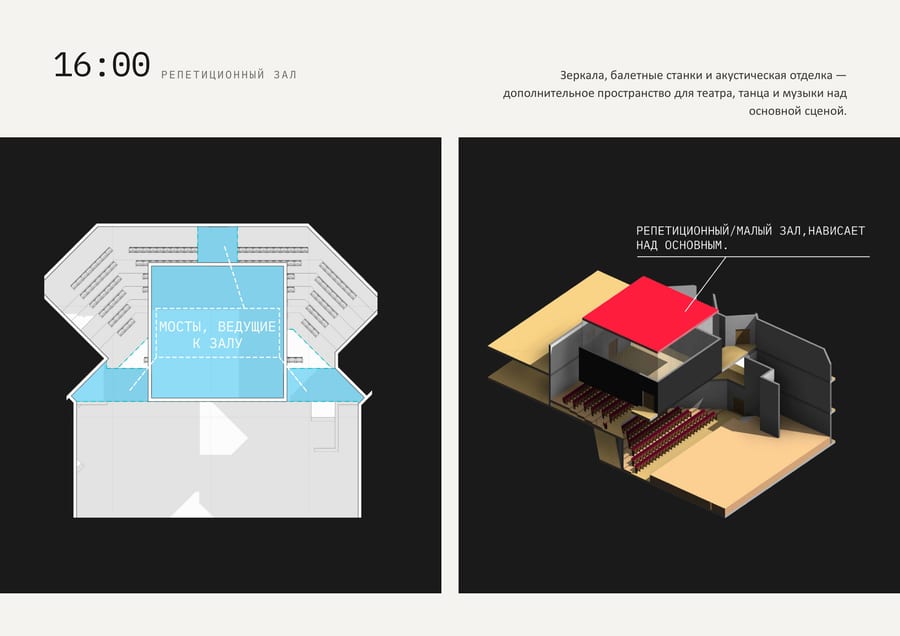 16:00 РЕПЕТИЦИОННЫЙ ЗАЛ
Зеркала, балетные станки и акустическая отделка —
дополнительное пространство для театра, танца и музыки над
основной сценой.
МОСТЫ, ВЕДУЩИЕ
К ЗАЛУ
РЕПЕТИЦИОННЫЙ/МАЛЫЙ ЗАЛ,НАВИСАЕТ
НАД ОСНОВНЫМ.